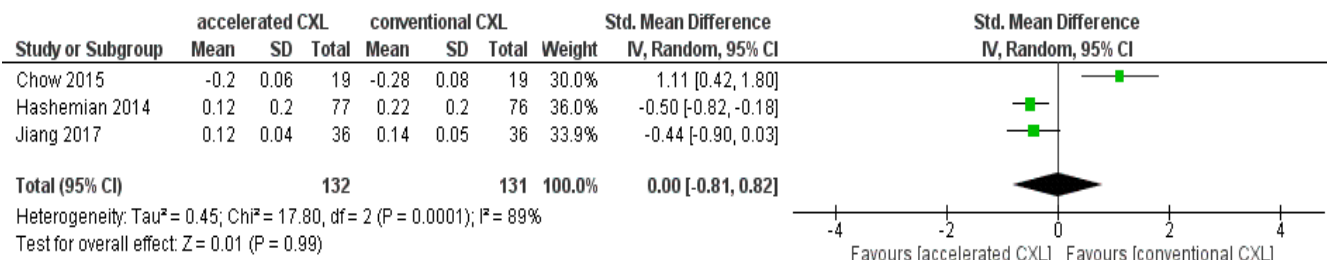 accelerated CXL conventional CXL Std. Mean Difference Std. Mean Difference
Study or Subgroup Mean SD Total Mean SD Total Weight IV, Random, 95% CI IV, Random, 95% CI
Chow 2015 -0.2 0.06 19 -0.28 0.08 19 30.0% 1.11 [0.42, 1.80]
Hashemian 2014 0.12 0.2 77 0.22 0.2 76 36.0% -0.50 [-0.82, -0.18]
Jiang 2017 0.12 0.04 36 0.14 0.05 36 33.9% -0.44 [-0.90, 0.03]
Total (95% CI) 132 131 100.0% 0.00 [-0.81, 0.82]
Heterogeneity: Tau² = 0.45; Chi² = 17.80, df = 2 (P = 0.0001); I² = 89%
Test for overall effect: Z = 0.01 (P = 0.99)
-4 -2 0 2 4
Favours [accelerated CXL] Favours [conventional CXL]